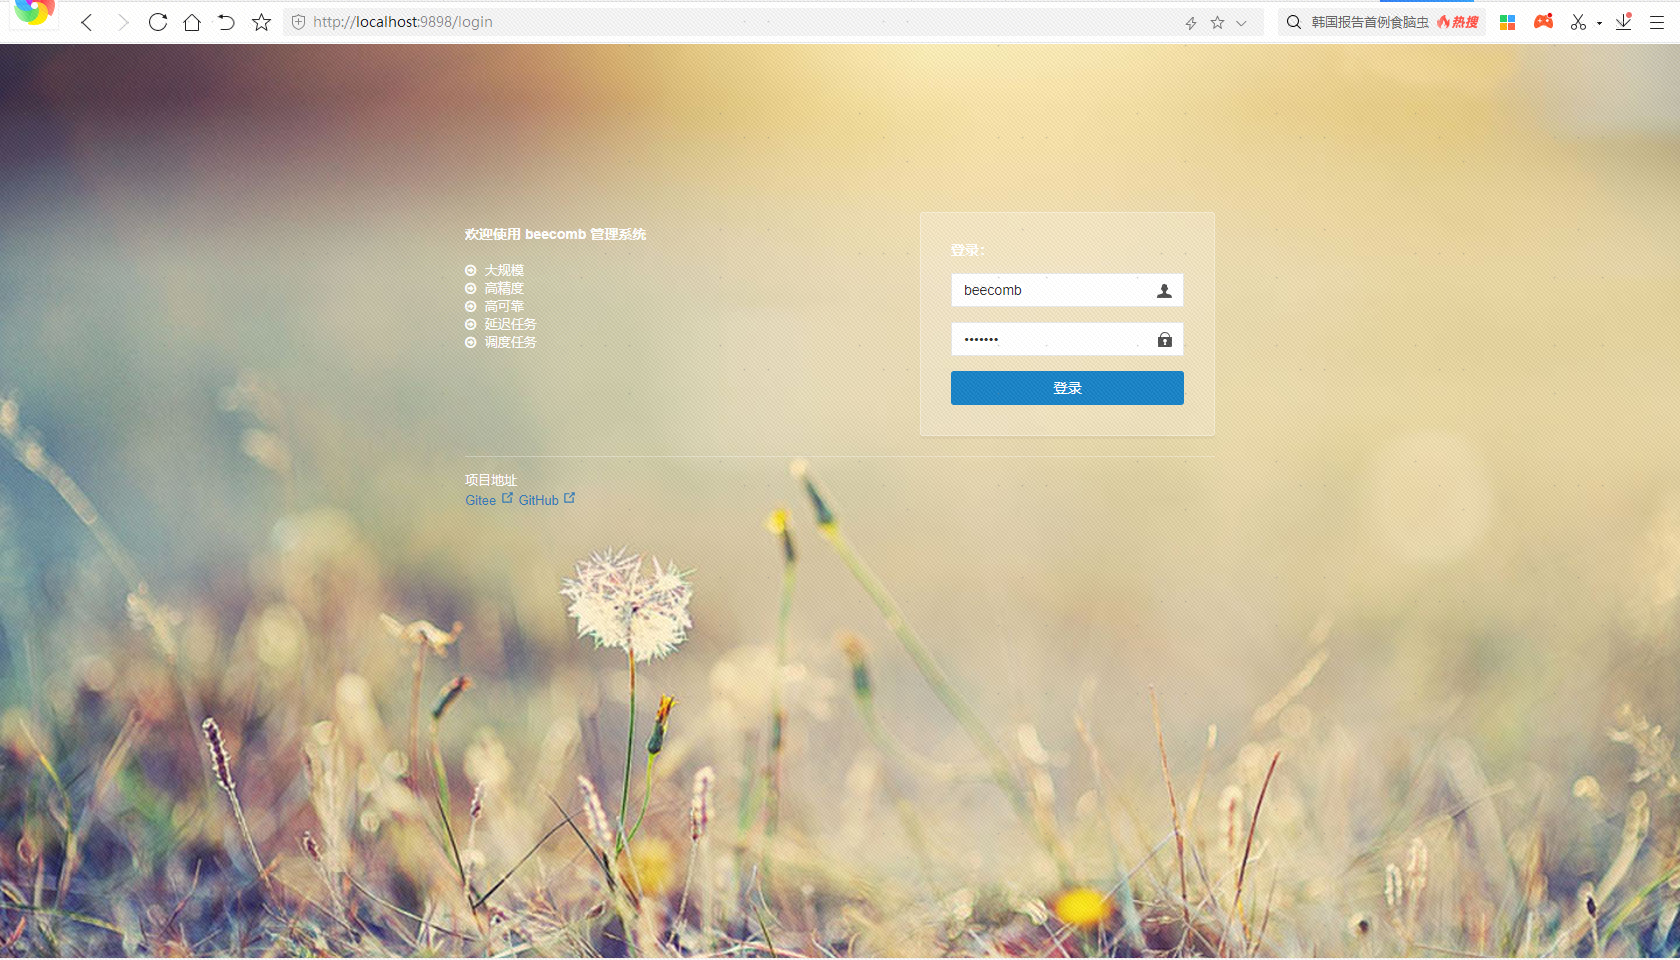 http://localhost:9898/login
韩国报告首例食脑虫 热搜
欢迎使用 beecomb 管理系统
大规模
高精度
高可靠
延迟任务
调度任务
登录：
beecomb
•••••••
登录
项目地址
Gitee GitHub